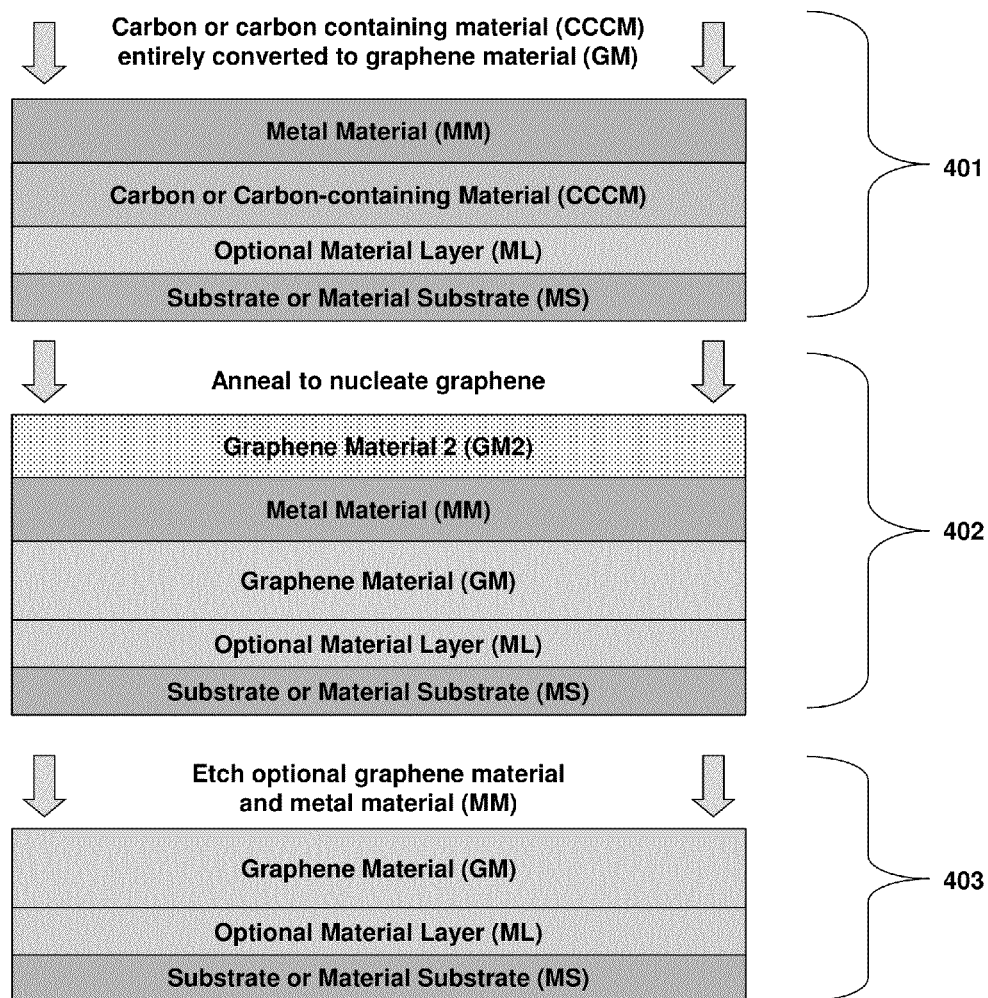 Carbon or carbon containing material (CCCM)
entirely converted to graphene material (GM)
Metal Material (MM)
Carbon or Carbon-containing Material (CCCM)
Optional Material Layer (ML)
Substrate or Material Substrate (MS)
401
Anneal to nucleate graphene
Graphene Material 2 (GM2)
Metal Material (MM)
Graphene Material (GM)
Optional Material Layer (ML)
Substrate or Material Substrate (MS)
402
Etch optional graphene material
and metal material (MM)
Graphene Material (GM)
Optional Material Layer (ML)
Substrate or Material Substrate (MS)
403